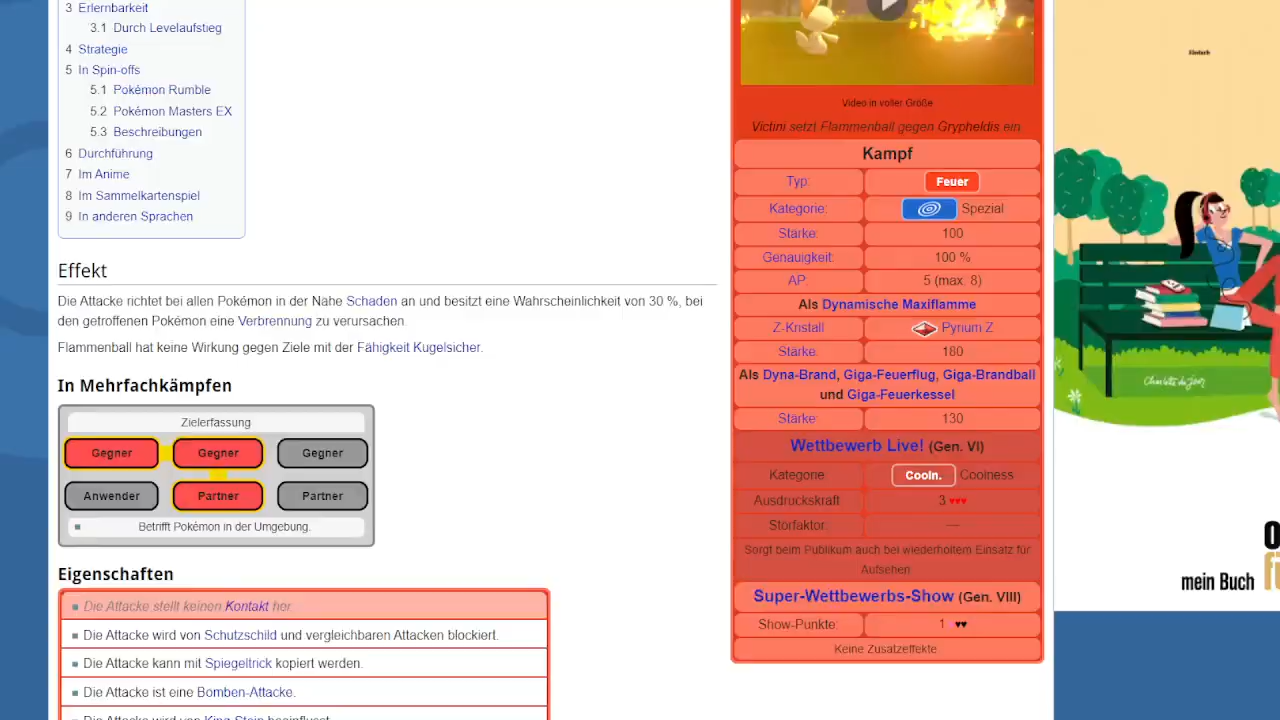 3 Erlernbarkeit
3.1 Durch Levelaufstieg
4 Strategie
5 In Spin-offs
5.1 Pokémon Rumble
5.2 Pokémon Masters EX
5.3 Beschreibungen
6 Durchführung
7 Im Anime
8 Im Sammelkartenspiel
9 In anderen Sprachen
Effekt
Die Attacke richtet bei allen Pokémon in der Nähe Schaden an und besitzt eine Wahrscheinlichkeit von 30 %, bei
den getroffenen Pokémon eine Verbrennung zu verursachen.
Flammenball hat keine Wirkung gegen Ziele mit der Fähigkeit Kugelsicher.
In Mehrfachkämpfen
Zielerfassung
Gegner Gegner Gegner
Anwender Partner Partner
Betrifft Pokémon in der Umgebung.
Eigenschaften
Die Attacke stellt keinen Kontakt her.
Die Attacke wird von Schutzschild und vergleichbaren Attacken blockiert.
Die Attacke kann mit Spiegeltrick kopiert werden.
Die Attacke ist eine Bomben-Attacke.
Die Attacke wird von King-Stein beeinflusst.
Video in voller Größe
Victini setzt Flammenball gegen Grypheldis ein.
Kampf
Typ: Feuer
Kategorie: Spezial
Stärke: 100
Genauigkeit: 100 %
AP: 5 (max. 8)
Als Dynamische Maxiflamme
Z-Kristall Pyrium Z
Stärke: 180
Als Dyna-Brand, Giga-Feuerflug, Giga-Brandball
und Giga-Feuerkessel
Stärke: 130
Wettbewerb Live! (Gen. VI)
Kategorie: Cooln. Coolness
Ausdruckskraft 3 ♥♥♥
Störfaktor: —
Sorgt beim Publikum auch bei wiederholtem Einsatz für
Aufsehen.
Super-Wettbewerbs-Show (Gen. VIII)
Show-Punkte: 1 ♥♥
Keine Zusatzeffekte
mein Buch